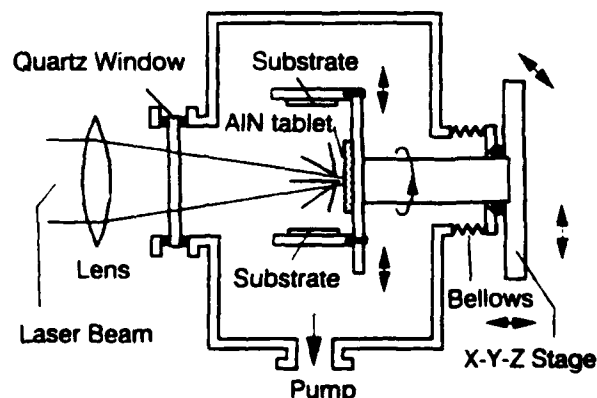 Quartz Window
Substrate
AlN tablet
Substrate
Lens
Laser Beam
Bellows
X-Y-Z Stage
Pump